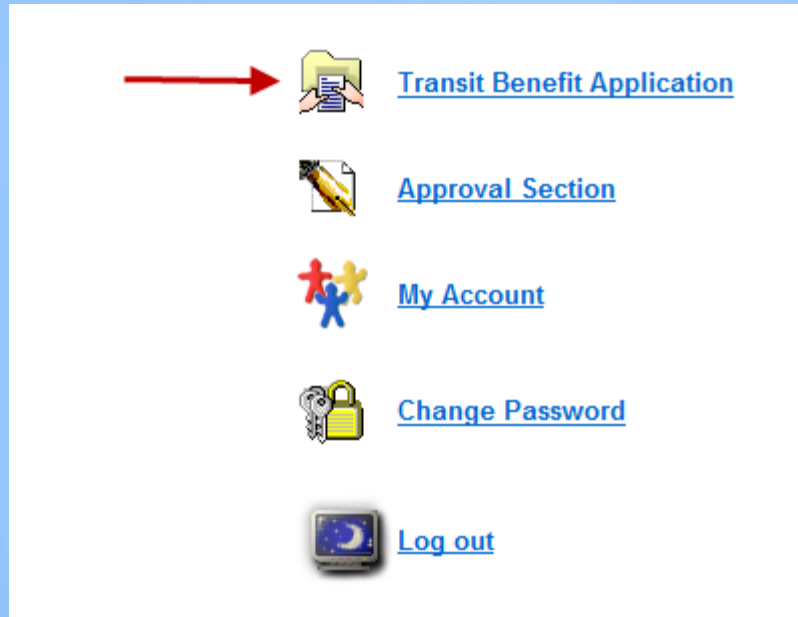 Transit Benefit Application
Approval Section
My Account
Change Password
Log out